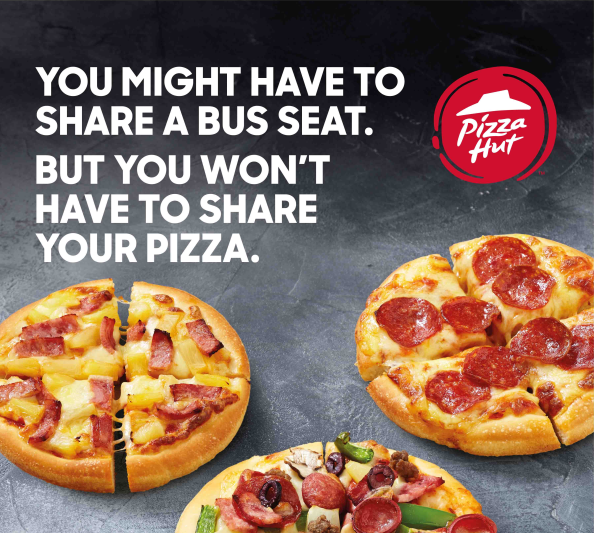 YOU MIGHT HAVE TO
SHARE A BUS SEAT.
BUT YOU WON'T
HAVE TO SHARE
YOUR PIZZA.
Pizza
Hut